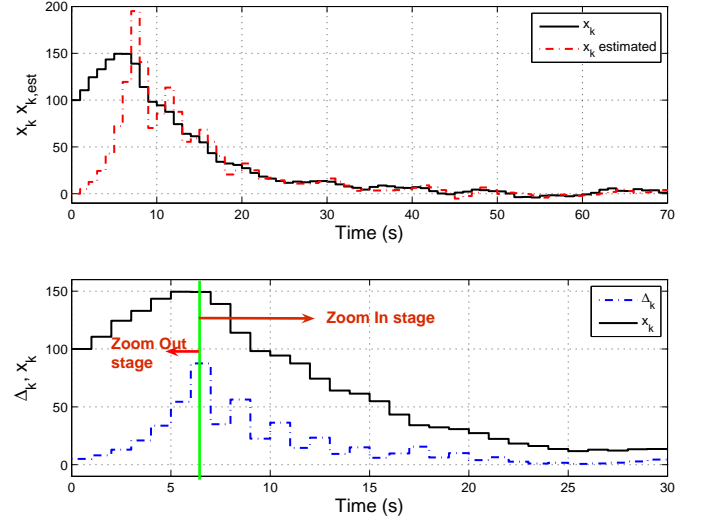 200
150
100
50
0
x_k x_k,est
x_k
x_k estimated
0 10 20 30 40 50 60 70
Time (s)
150
100
50
0
Δ_k, x_k
Δ_k
x_k
Zoom In stage
Zoom Out
stage
0 5 10 15 20 25 30
Time (s)